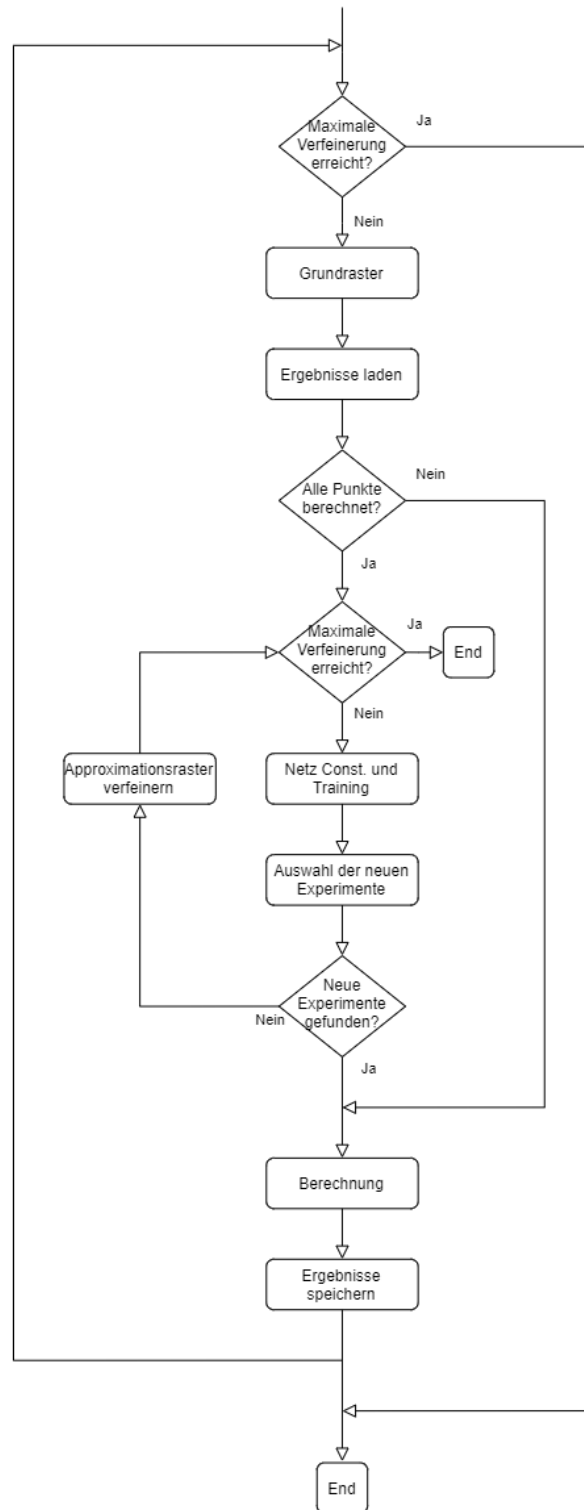 Maximale
Verfeinerung
erreicht?
Ja
Nein
Grundraster
Ergebnisse laden
Alle Punkte
berechnet?
Nein
Ja
Maximale
Verfeinerung
erreicht?
Ja
End
Nein
Approximationsraster
verfeinern
Netz Const. und
Training
Auswahl der neuen
Experimente
Neue
Experimente
gefunden?
Nein
Ja
Berechnung
Ergebnisse
speichern
End